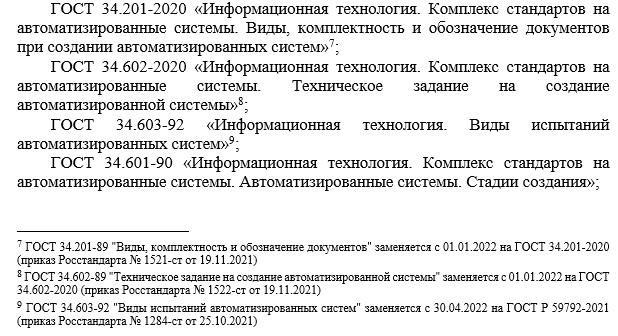 ГОСТ 34.201-2020 «Информационная технология. Комплекс стандартов на
автоматизированные системы. Виды, комплектность и обозначение документов
при создании автоматизированных систем»⁷;
ГОСТ 34.602-2020 «Информационная технология. Комплекс стандартов на
автоматизированные системы. Техническое задание на создание
автоматизированной системы»⁸;
ГОСТ 34.603-92 «Информационная технология. Виды испытаний
автоматизированных систем»⁹;
ГОСТ 34.601-90 «Информационная технология. Комплекс стандартов на
автоматизированные системы. Автоматизированные системы. Стадии создания»;
⁷ ГОСТ 34.201-89 "Виды, комплектность и обозначение документов" заменяется с 01.01.2022 на ГОСТ 34.201-2020
(приказ Росстандарта № 1521-ст от 19.11.2021)
⁸ ГОСТ 34.602-89 "Техническое задание на создание автоматизированной системы" заменяется с 01.01.2022 на ГОСТ
34.602-2020 (приказ Росстандарта № 1522-ст от 19.11.2021)
⁹ ГОСТ 34.603-92 "Виды испытаний автоматизированных систем" заменяется с 30.04.2022 на ГОСТ Р 59792-2021
(приказ Росстандарта № 1284-ст от 25.10.2021)